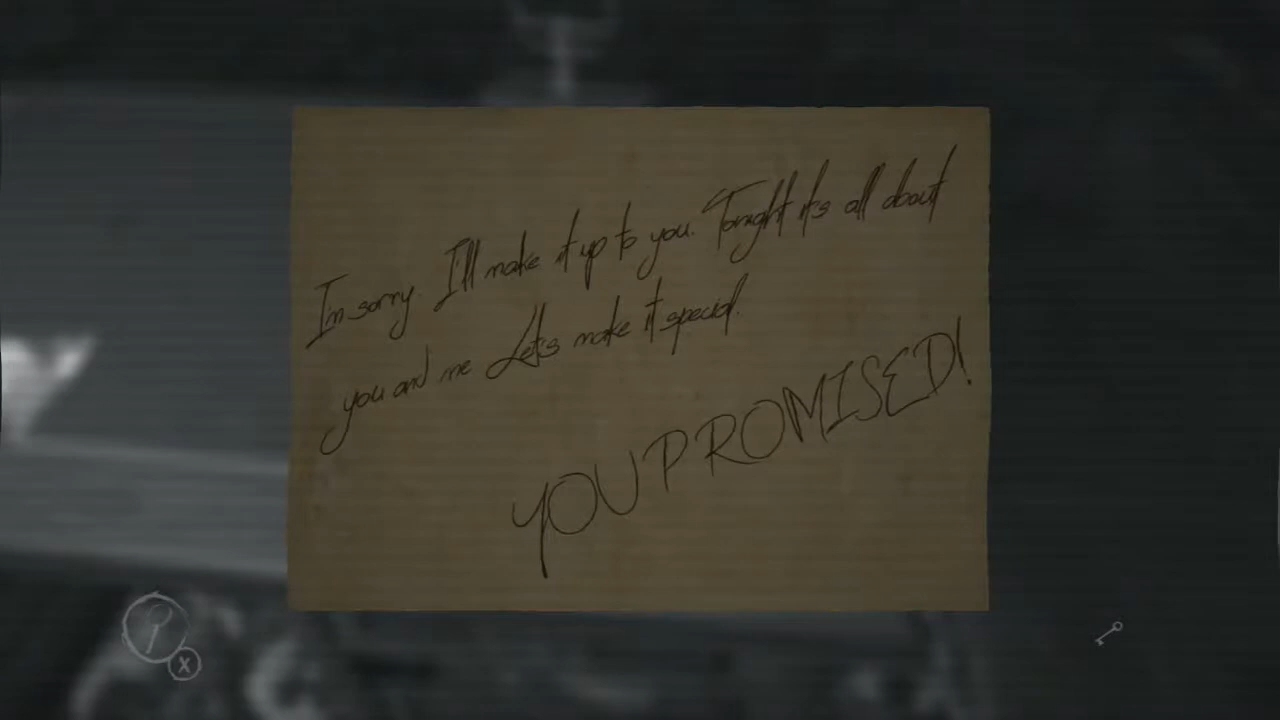 I'm sorry. I'll make it up to you. Tonight it's all about
you and me Let's make it special.
YOU PROMISED!
X